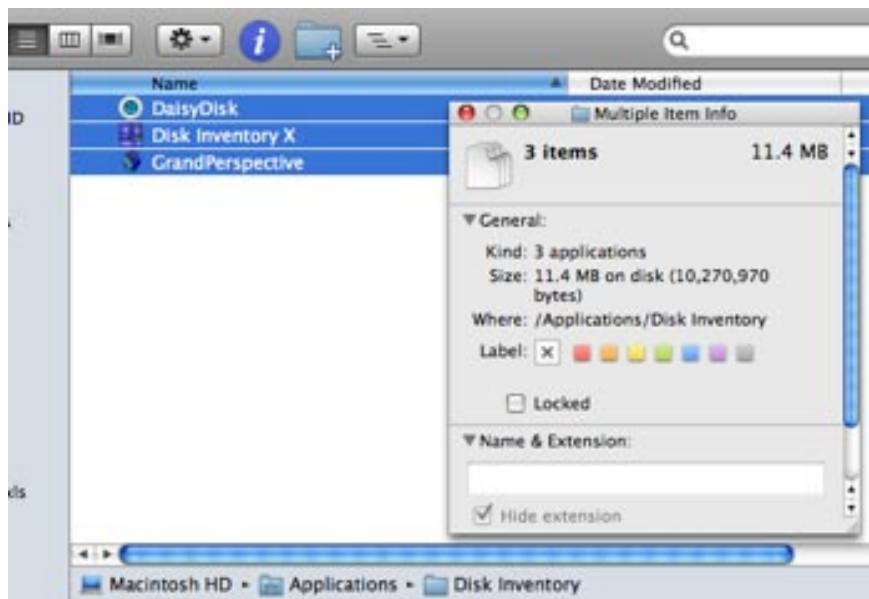 Name
Date Modified
DaisyDisk
Disk Inventory X
GrandPerspective
Multiple Item Info
3 items 11.4 MB
General:
Kind: 3 applications
Size: 11.4 MB on disk (10,270,970
bytes)
Where: /Applications/Disk Inventory
Label:
Locked
Name & Extension:
Hide extension
Macintosh HD
Applications
Disk Inventory